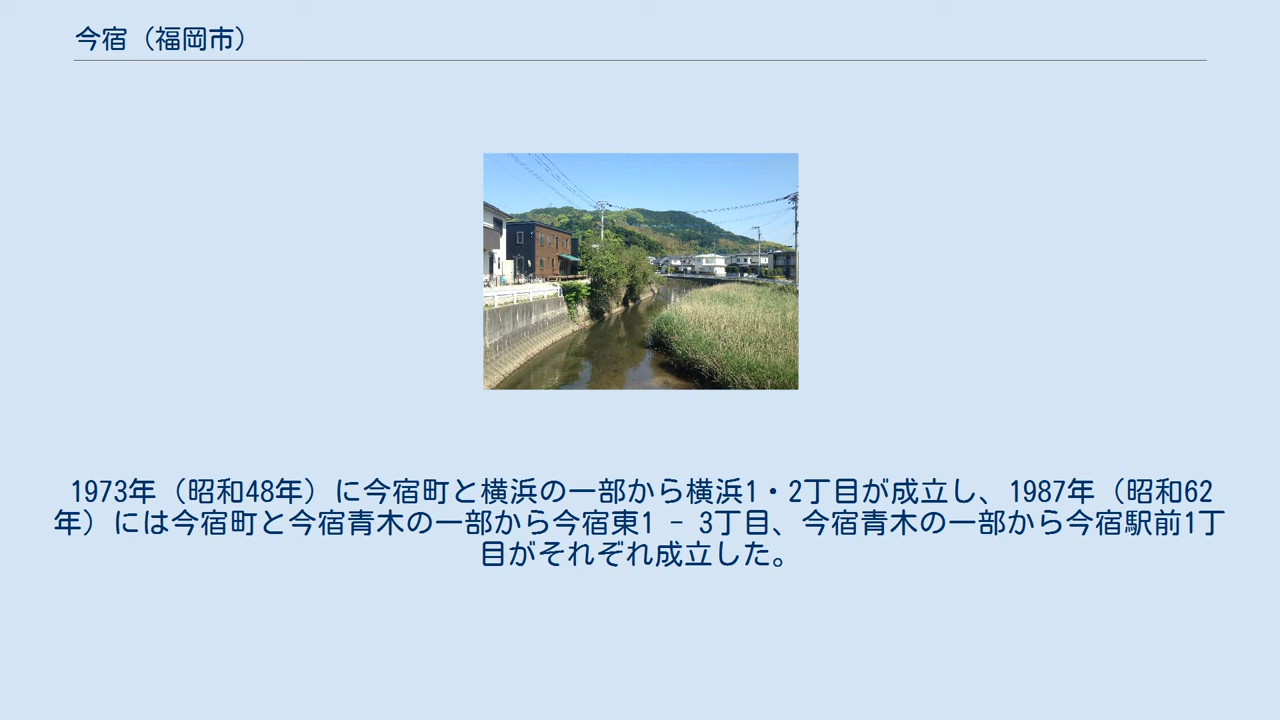 今宿（福岡市）
1973年（昭和48年）に今宿町と横浜の一部から横浜1・2丁目が成立し、1987年（昭和62
年）には今宿町と今宿青木の一部から今宿東1 - 3丁目、今宿青木の一部から今宿駅前1丁
目がそれぞれ成立した。